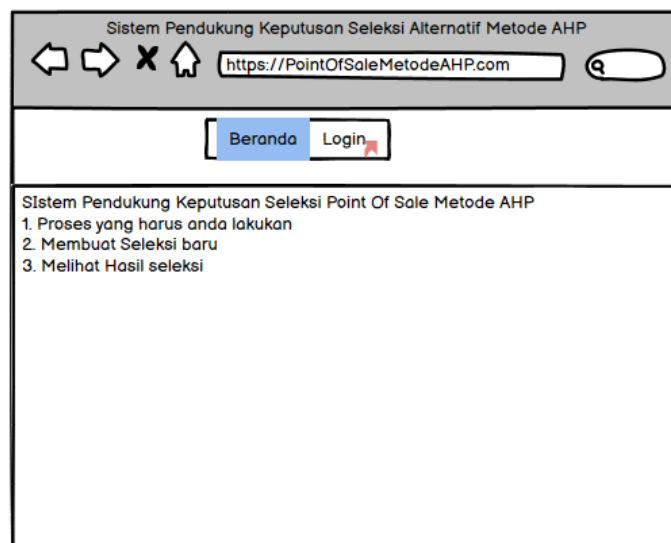 Sistem Pendukung Keputusan Seleksi Alternatif Metode AHP
https://PointOfSaleMetodeAHP.com
Beranda Login
SIstem Pendukung Keputusan Seleksi Point Of Sale Metode AHP
1. Proses yang harus anda lakukan
2. Membuat Seleksi baru
3. Melihat Hasil seleksi